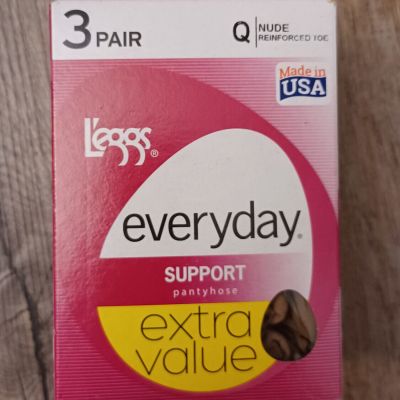 3 PAIR
Q NUDE
REINFORCED TOE
Made in
USA
L'eggs®
everyday®
SUPPORT
pantyhose
extra
value